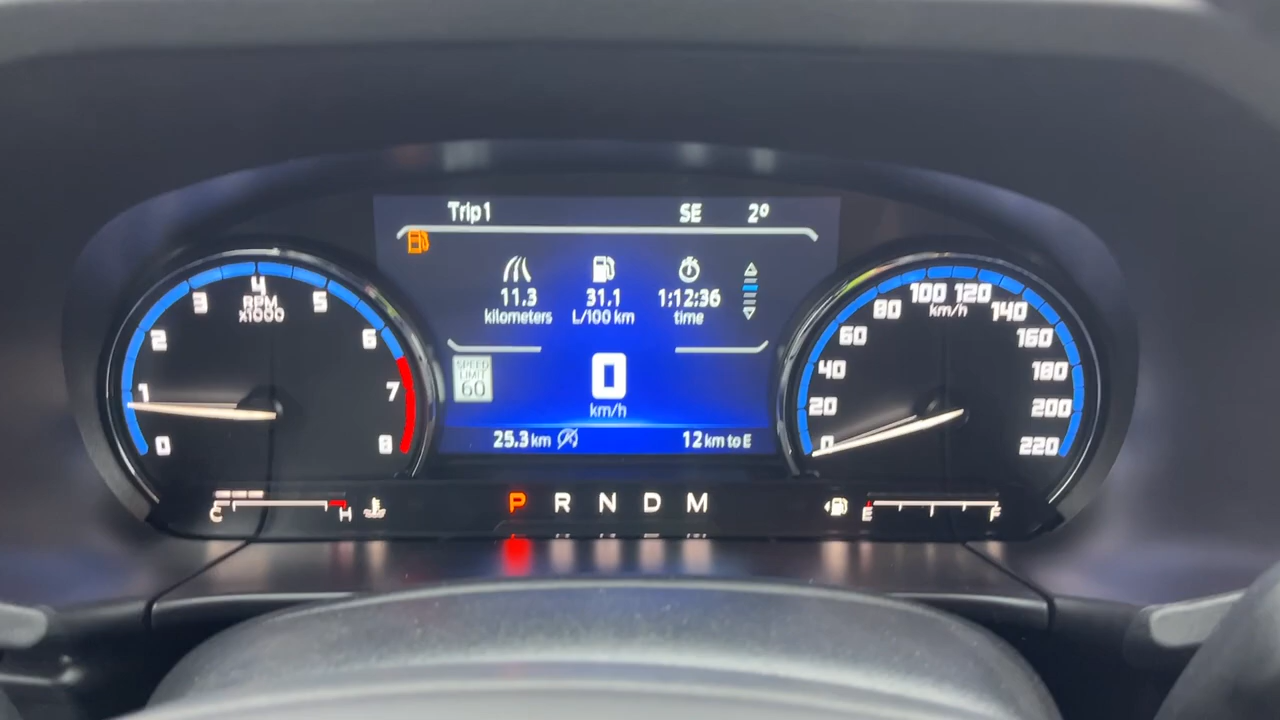 Trip1 SE 2º
11.3 31.1 1:12:36
kilometers L/100 km time
SPEED
LIMIT
60
0
km/h
25.3 km 12 km to E
0 1 2 3 4 5 6 7 8
RPM
x1000
0 20 40 60 80 100 120 140 160 180 200 220
km/h
C H
P R N D M
E F